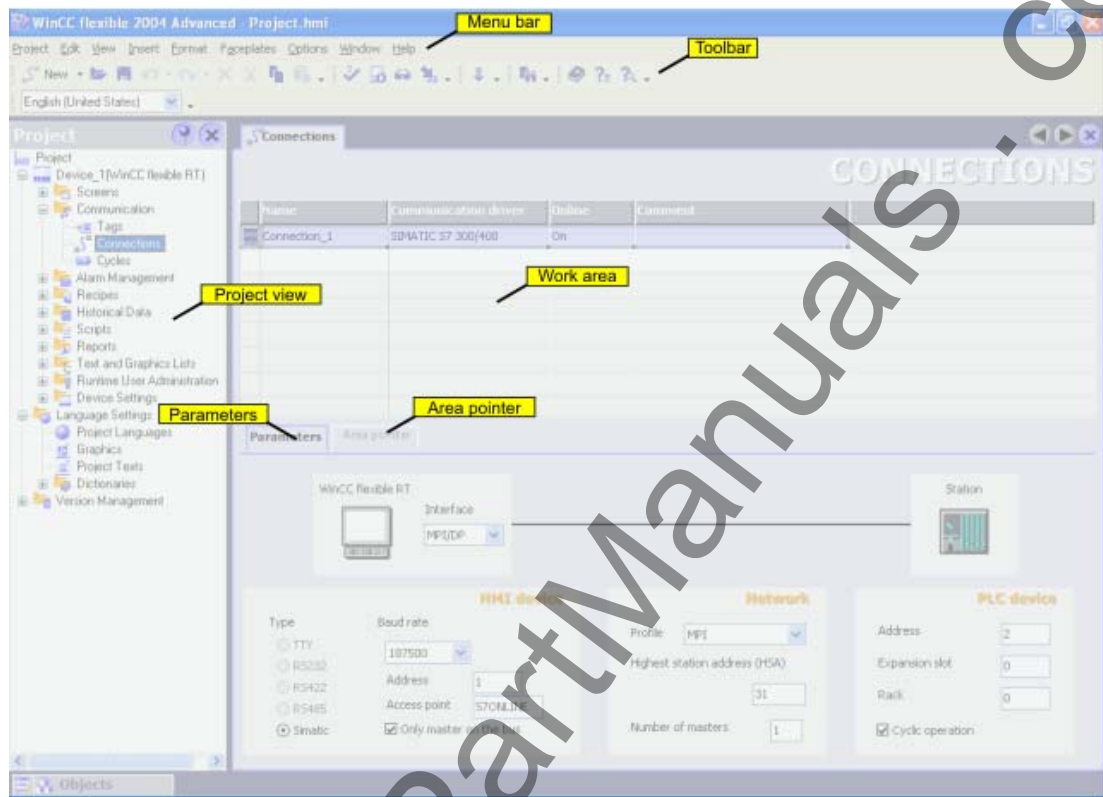 WinCC flexible 2004 Advanced - Project.hmi
Menu bar
Project Edit View Insert Format Faceplates Options Window Help
Toolbar
New
English (United States)
Project
Connections
CONNECTIONS
Project
Device_1(WinCC flexible RT)
Screens
Communication
Tags
Connections
Cycles
Alarm Management
Recipes
Historical Data
Scripts
Reports
Text and Graphics Lists
Runtime User Administration
Device Settings
Language Settings
Project Languages
Graphics
Project Texts
Dictionaries
Version Management
Project view
Name Communication driver Online Comment
Connection_1 SIMATIC S7 300/400 On
Work area
Parameters
Area pointer
Parameters Area pointer
WinCC flexible RT
Interface
MPI/DP
Station
HMI device
Type
TTY
RS232
RS422
RS485
Simatic
Baud rate
187500
Address 1
Access point S7ONLINE
Only master on the bus
Network
Profile MPI
Highest station address (HSA)
31
Number of masters 1
PLC device
Address 2
Expansion slot 0
Rack 0
Cyclic operation
Objects
PartManuals . co